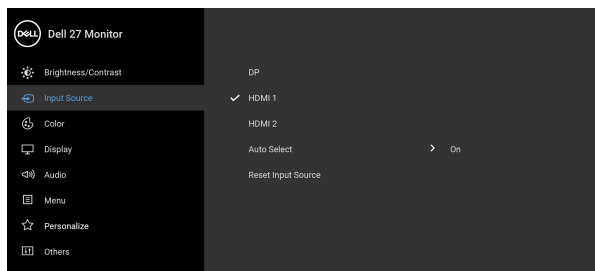 DELL Dell 27 Monitor
Brightness/Contrast DP
Input Source HDMI 1
Color HDMI 2
Display Auto Select On
Audio Reset Input Source
Menu
Personalize
Others